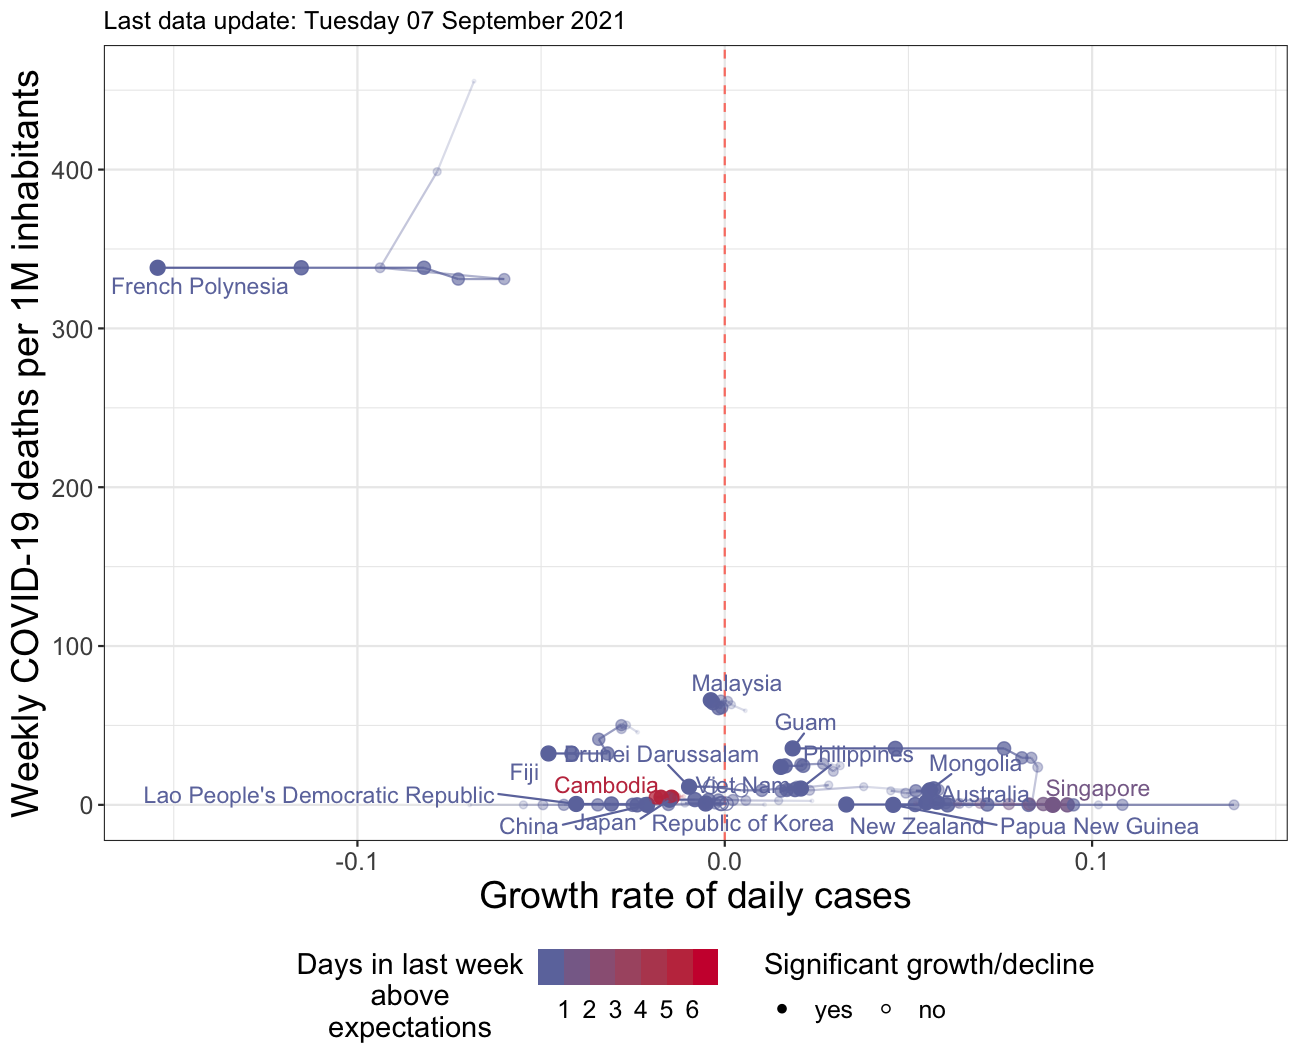 Last data update: Tuesday 07 September 2021
Weekly COVID-19 deaths per 1M inhabitants
400
300
200
100
0
French Polynesia
Malaysia
Guam
Brunei Darussalam
Philippines
Fiji
Mongolia
Cambodia
Viet Nam
Singapore
Lao People's Democratic Republic
Australia
China
Japan
Republic of Korea
New Zealand
Papua New Guinea
-0.1
0.0
0.1
Growth rate of daily cases
Days in last week
above
expectations
1 2 3 4 5 6
Significant growth/decline
yes
no